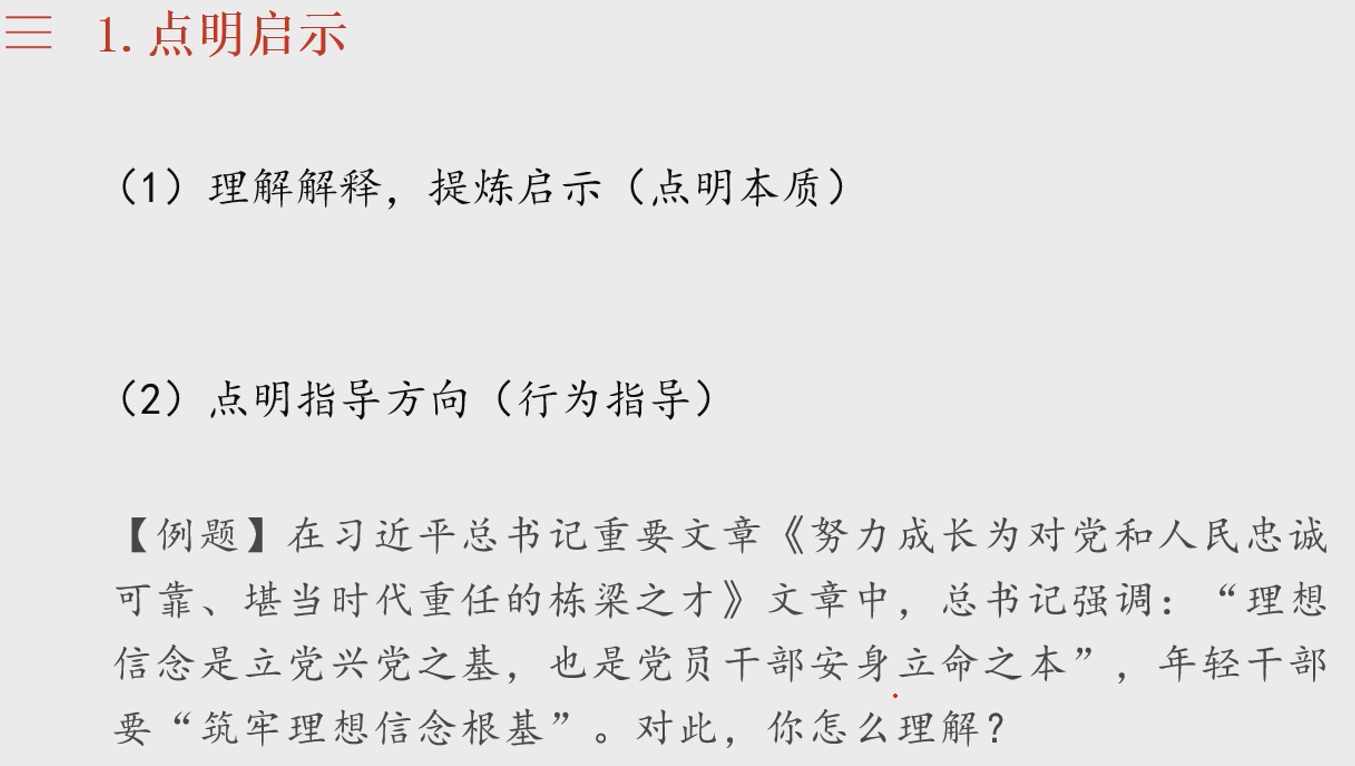 1. 点明启示
（1）理解解释，提炼启示（点明本质）
（2）点明指导方向（行为指导）
【例题】在习近平总书记重要文章《努力成长为对党和人民忠诚
可靠、堪当时代重任的栋梁之才》文章中，总书记强调：“理想
信念是立党兴党之基，也是党员干部安身立命之本”，年轻干部
要“筑牢理想信念根基”。对此，你怎么理解？